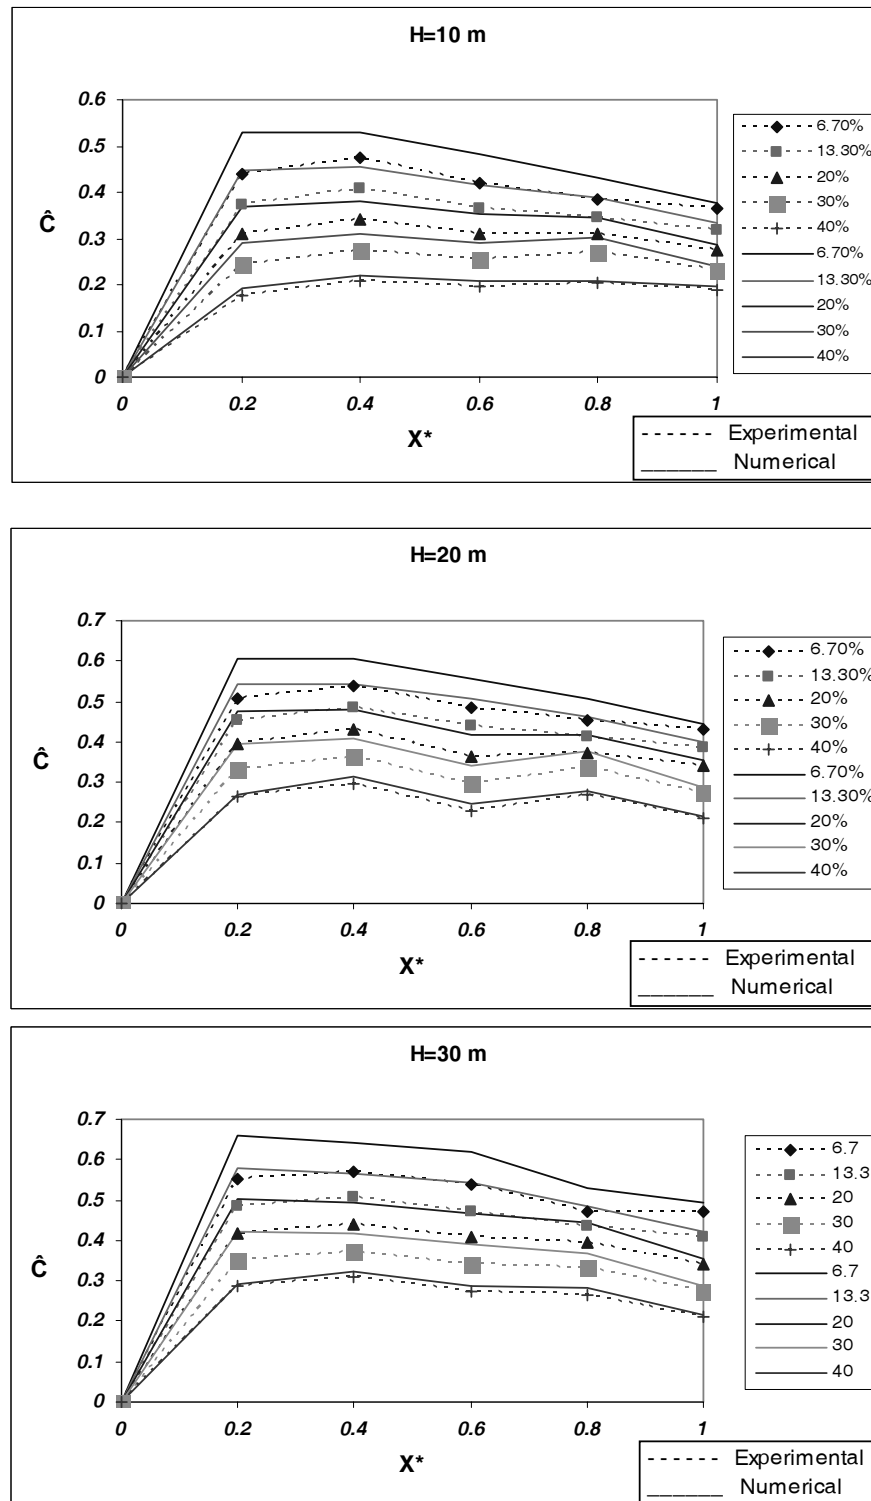 H=10 m
0.6
0.5
0.4
0.3
0.2
0.1
0
Ĉ
0 0.2 0.4 0.6 0.8 1
X*
6.70%
13.30%
20%
30%
40%
6.70%
13.30%
20%
30%
40%
Experimental
Numerical
H=20 m
0.7
0.6
0.5
0.4
0.3
0.2
0.1
0
Ĉ
0 0.2 0.4 0.6 0.8 1
X*
6.70%
13.30%
20%
30%
40%
6.70%
13.30%
20%
30%
40%
Experimental
Numerical
H=30 m
0.7
0.6
0.5
0.4
0.3
0.2
0.1
0
Ĉ
0 0.2 0.4 0.6 0.8 1
X*
6.7
13.3
20
30
40
6.7
13.3
20
30
40
Experimental
Numerical